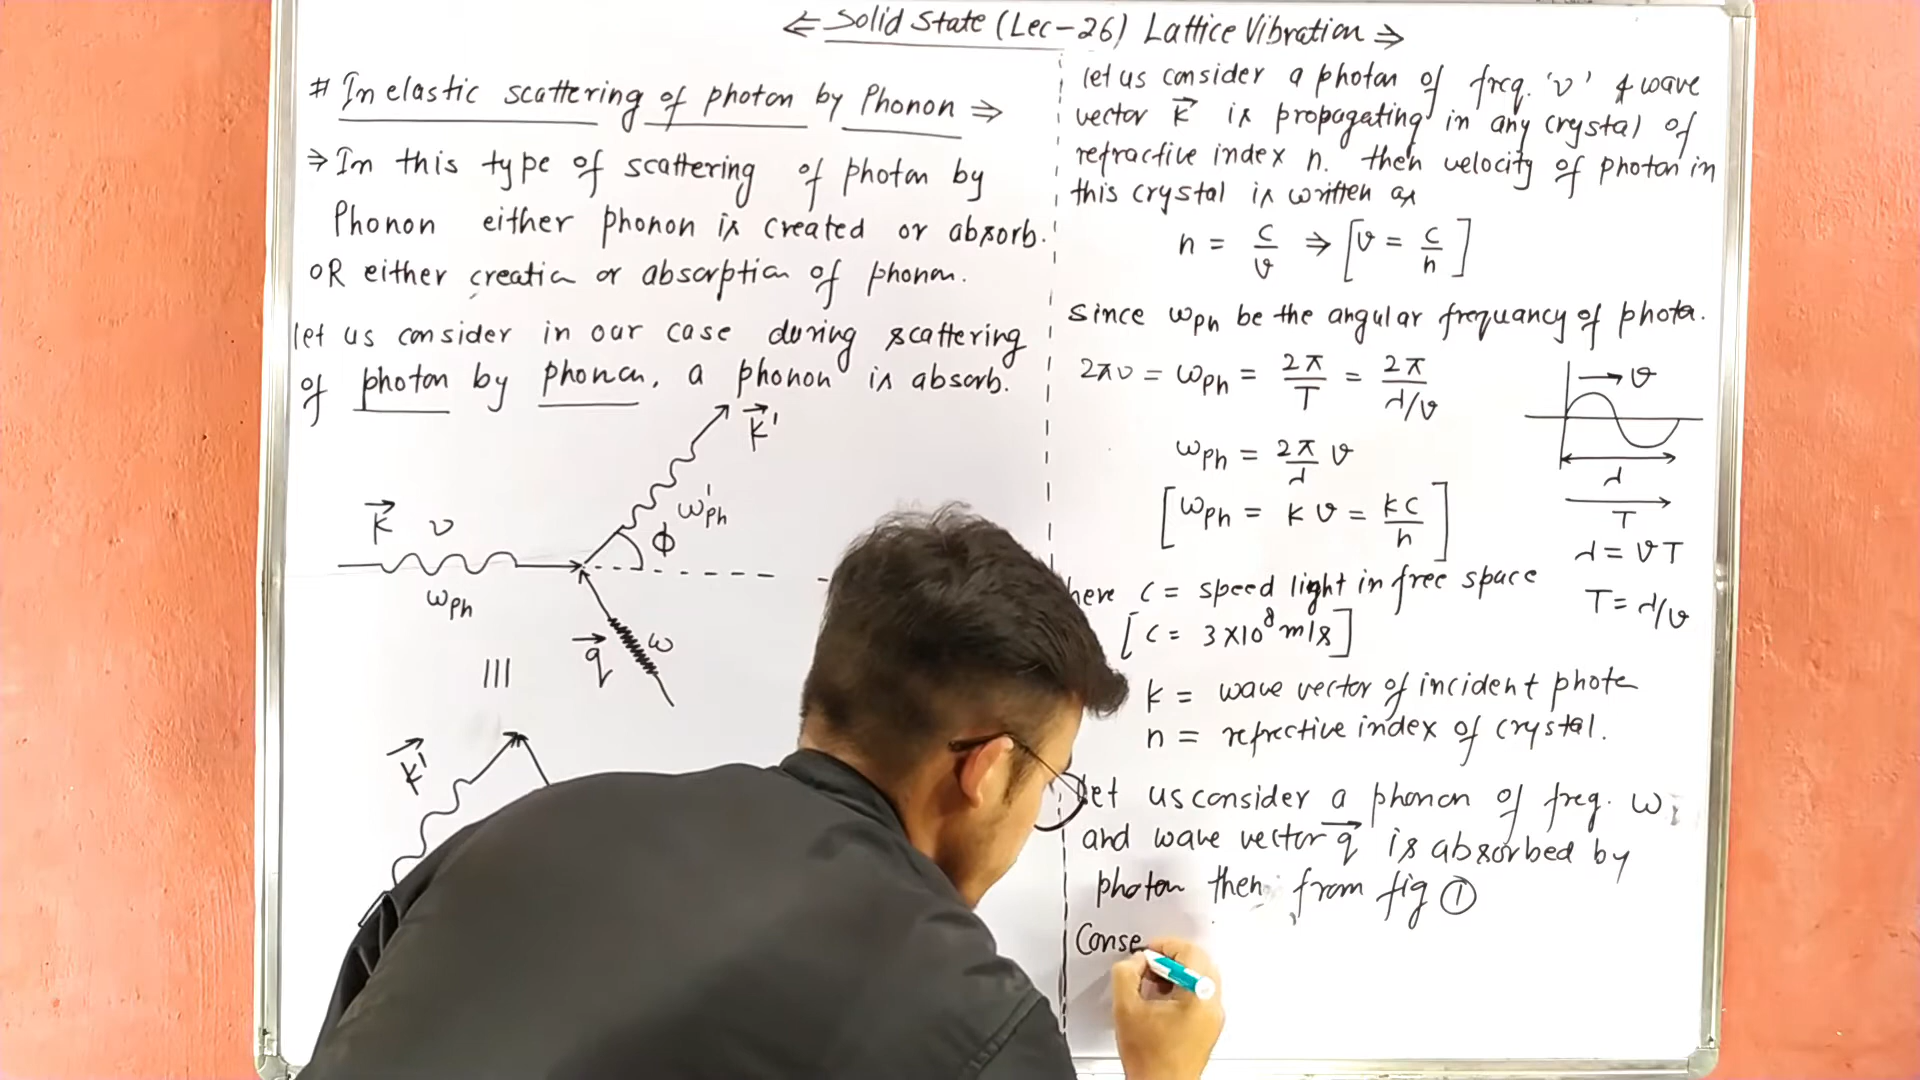 ⇐ Solid State (Lec-26) Lattice Vibration ⇒
# In elastic scattering of photon by Phonon ⇒
⇒ In this type of scattering of photon by
Phonon either phonon is created or absorb.
OR either creation or absorption of phonon.
let us consider in our case during scattering
of photon by phonon, a phonon is absorb.
k⃗'
ω'ph
k⃗ ν
ϕ
ωph
q⃗ ω
|||
k⃗'
let us consider a photon of freq. 'ν' & wave
vector k⃗ is propagating in any crystal of
refractive index n. then velocity of photon in
this crystal is written as
n = c/v ⇒ [v = c/n]
since ωph be the angular frequancy of photon.
2πν = ωph = 2π/T = 2π/(λ/v)
ωph = 2π/λ v
[ωph = k v = kc/n]
→ v
λ
T
λ = vT
T = λ/v
here c = speed light in free space
[c = 3×10⁸ m/s]
k = wave vector of incident photon
n = refrective index of crystal.
let us consider a phonon of freq. ω
and wave vector q⃗ is absorbed by
photon then from fig ①
Conse